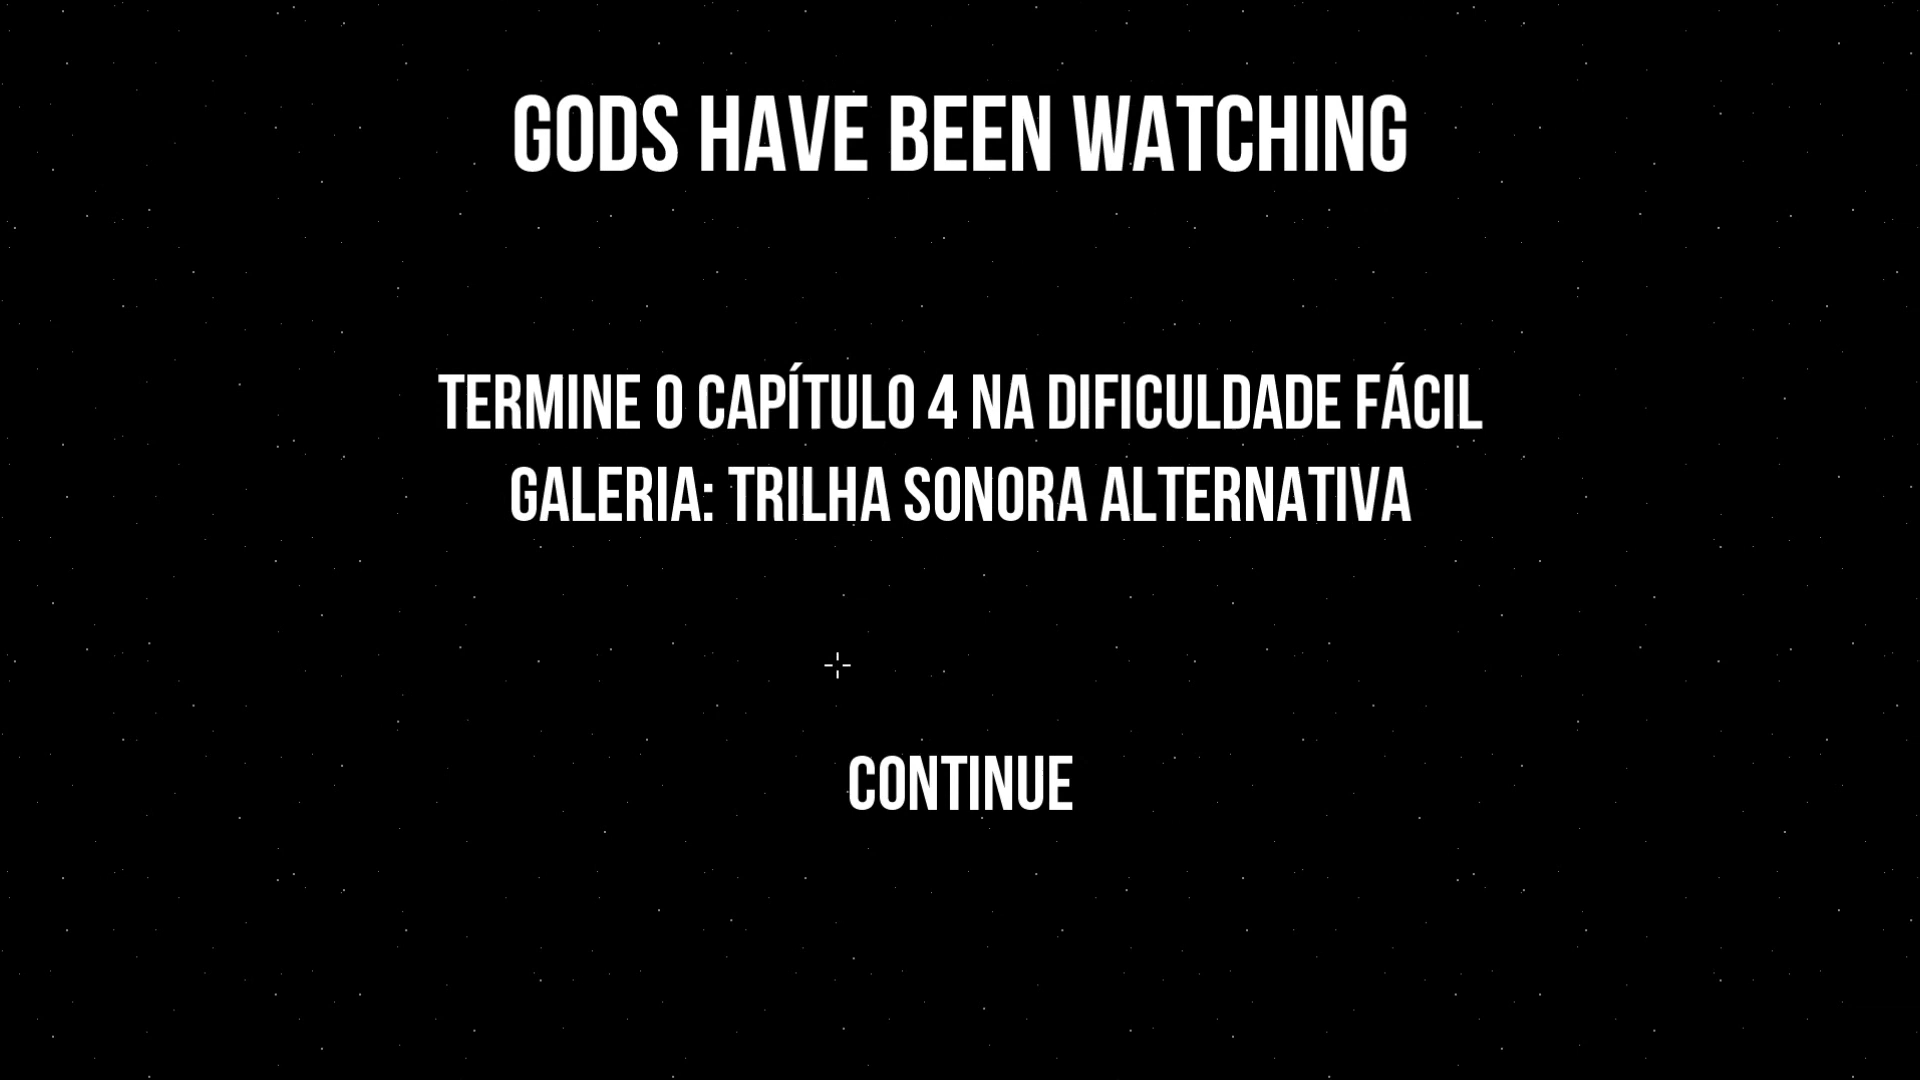 GODS HAVE BEEN WATCHING
TERMINE O CAPÍTULO 4 NA DIFICULDADE FÁCIL
GALERIA: TRILHA SONORA ALTERNATIVA
CONTINUE